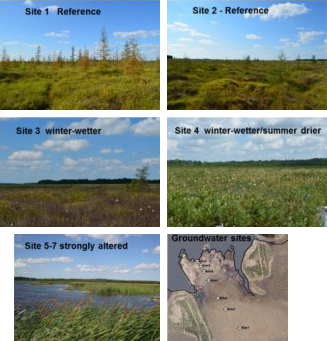 Site 1 Reference
Site 2 - Reference
Site 3 winter-wetter
Site 4 winter-wetter/summer drier
Site 5-7 strongly altered
Groundwater sites